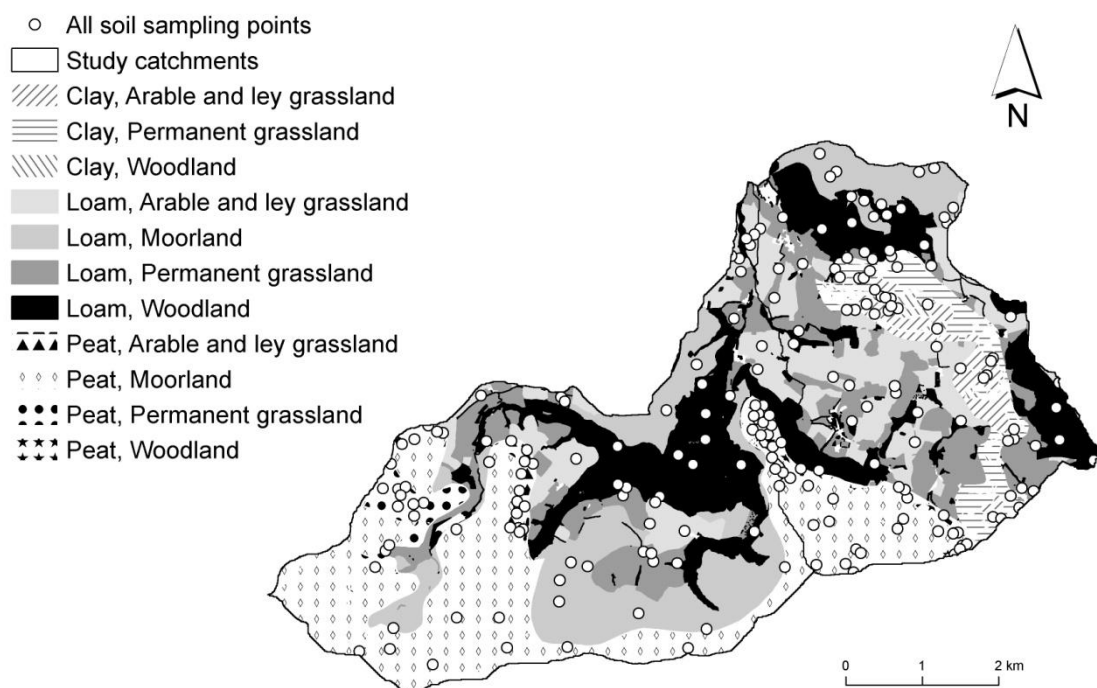 All soil sampling points
Study catchments
Clay, Arable and ley grassland
Clay, Permanent grassland
Clay, Woodland
Loam, Arable and ley grassland
Loam, Moorland
Loam, Permanent grassland
Loam, Woodland
Peat, Arable and ley grassland
Peat, Moorland
Peat, Permanent grassland
Peat, Woodland
N
0 1 2 km